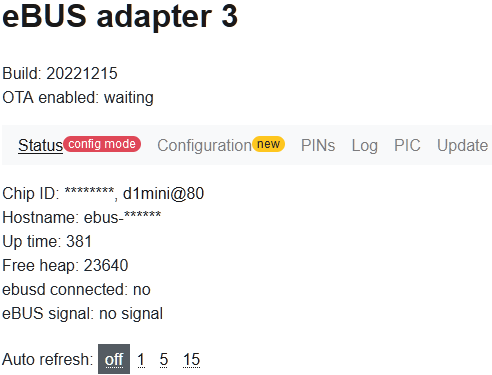 eBUS adapter 3
Build: 20221215
OTA enabled: waiting
Status config mode Configuration new PINs Log PIC Update
Chip ID: ********, d1mini@80
Hostname: ebus-******
Up time: 381
Free heap: 23640
ebusd connected: no
eBUS signal: no signal
Auto refresh: off 1 5 15